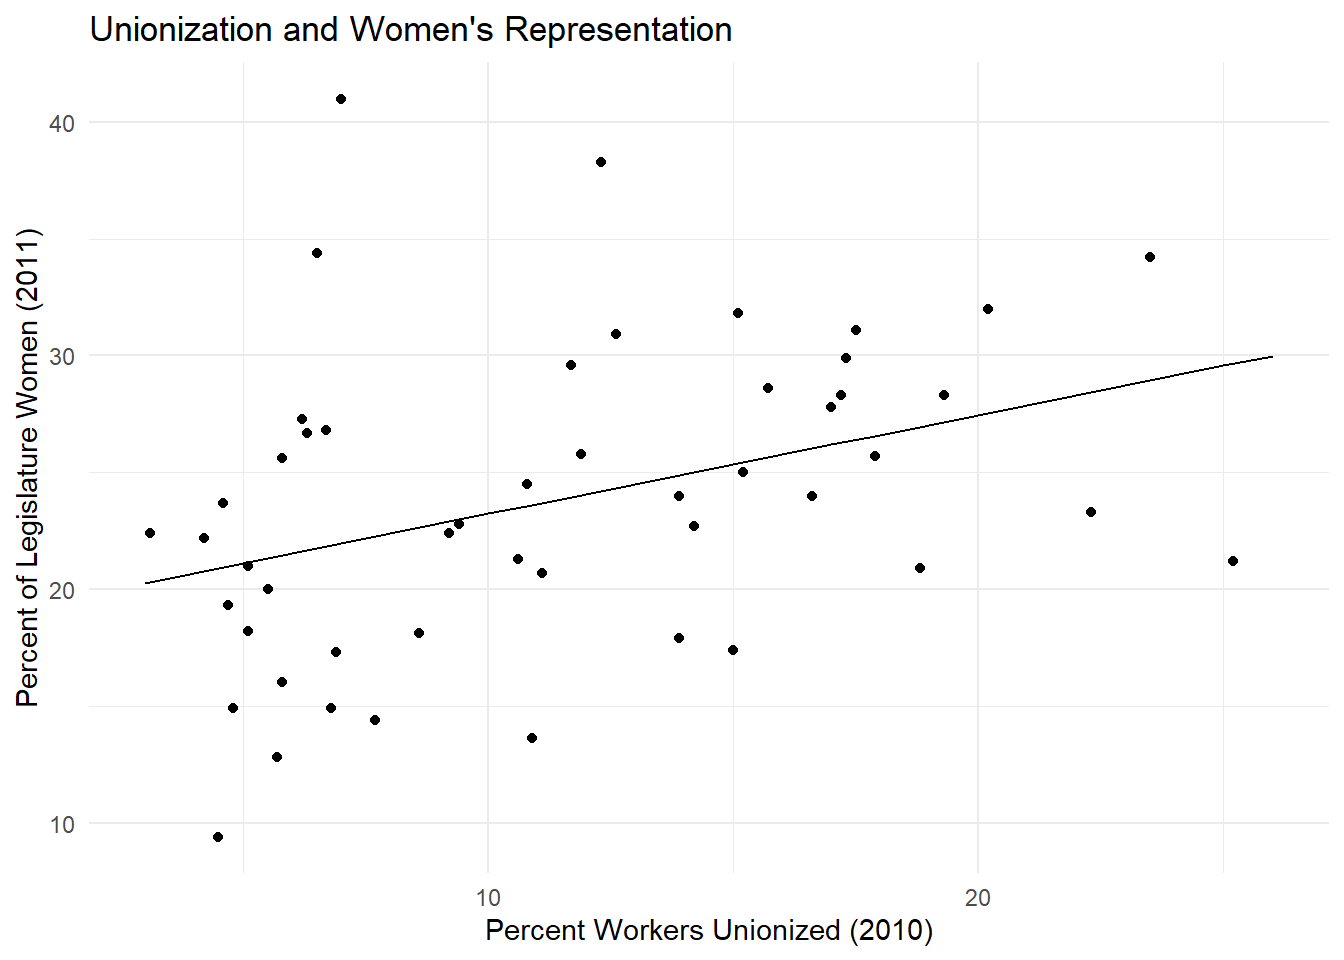 Unionization and Women's Representation
Percent of Legislature Women (2011)
40
30
20
10
10
20
Percent Workers Unionized (2010)